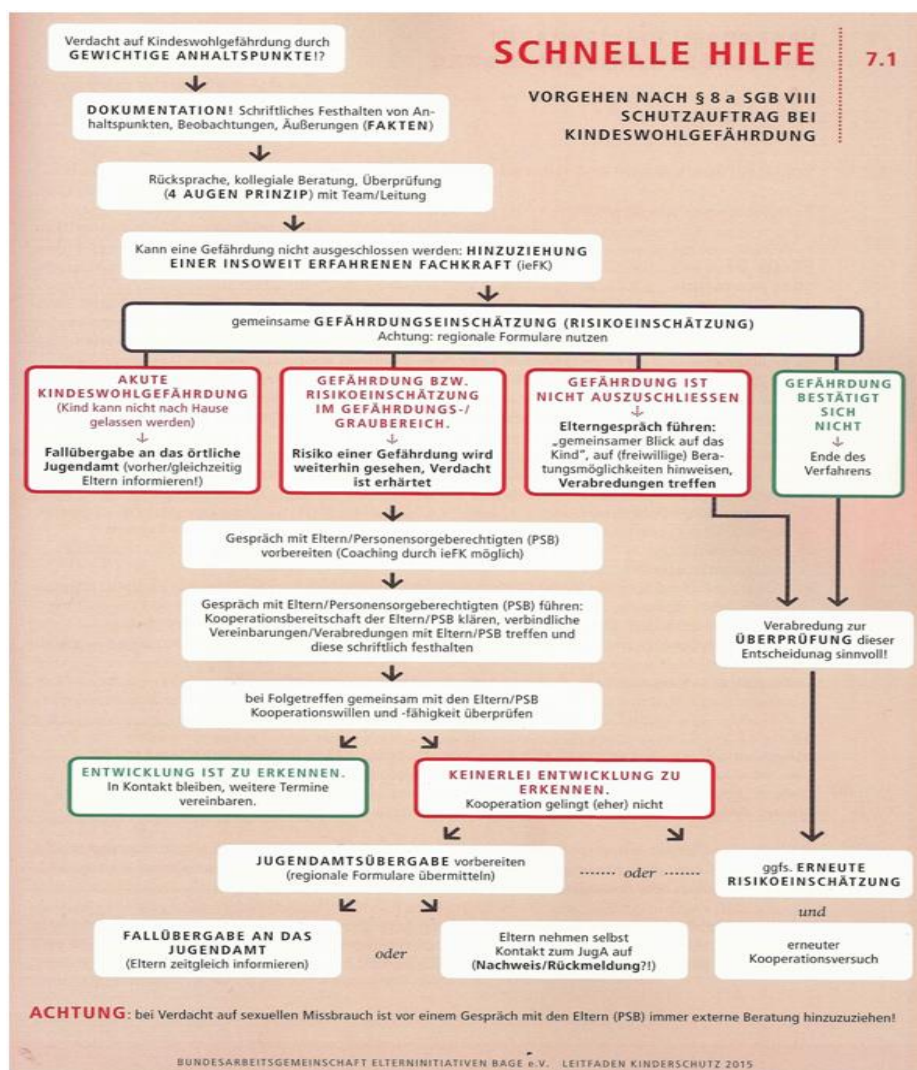 SCHNELLE HILFE
7.1
VORGEHEN NACH § 8a SGB VIII
SCHUTZAUFTRAG BEI
KINDESWOHLGEFÄHRDUNG
Verdacht auf Kindeswohlgefährdung durch
GEWICHTIGE ANHALTSPUNKTE!?
DOKUMENTATION! Schriftliches Festhalten von An-
haltspunkten, Beobachtungen, Äußerungen (FAKTEN)
Rücksprache, kollegiale Beratung, Überprüfung
(4 AUGEN PRINZIP) mit Team/Leitung
Kann eine Gefährdung nicht ausgeschlossen werden: HINZUZIEHUNG
EINER INSOWEIT ERFAHRENEN FACHKRAFT (ieFK)
gemeinsame GEFÄHRDUNGSEINSCHÄTZUNG (RISIKOEINSCHÄTZUNG)
Achtung: regionale Formulare nutzen
AKUTE
KINDESWOHLGEFÄHRDUNG
(Kind kann nicht nach Hause
gelassen werden)
Fallübergabe an das örtliche
Jugendamt (vorher/gleichzeitig
Eltern informieren!)
GEFÄHRDUNG BZW.
RISIKOEINSCHÄTZUNG
IM GEFÄHRDUNGS-/
GRAUBEREICH.
Risiko einer Gefährdung wird
weiterhin gesehen, Verdacht
ist erhärtet
GEFÄHRDUNG IST
NICHT AUSZUSCHLIESSEN
Elterngespräch führen:
„gemeinsamer Blick auf das
Kind", auf (freiwillige) Bera-
tungsmöglichkeiten hinweisen,
Verabredungen treffen
GEFÄHRDUNG
BESTÄTIGT
SICH
NICHT
Ende des
Verfahrens
Gespräch mit Eltern/Personensorgeberechtigten (PSB)
vorbereiten (Coaching durch ieFK möglich)
Gespräch mit Eltern/Personensorgeberechtigten (PSB) führen:
Kooperationsbereitschaft der Eltern/PSB klären, verbindliche
Vereinbarungen/Verabredungen mit Eltern/PSB treffen und
diese schriftlich festhalten
Verabredung zur
ÜBERPRÜFUNG dieser
Entscheidunag sinnvoll!
bei Folgetreffen gemeinsam mit den Eltern/PSB
Kooperationswillen und -fähigkeit überprüfen
ENTWICKLUNG IST ZU ERKENNEN.
In Kontakt bleiben, weitere Termine
vereinbaren.
KEINERLEI ENTWICKLUNG ZU
ERKENNEN.
Kooperation gelingt (eher) nicht
JUGENDAMTSÜBERGABE vorbereiten
(regionale Formulare übermitteln)
oder
ggfs. ERNEUTE
RISIKOEINSCHÄTZUNG
und
FALLÜBERGABE AN DAS
JUGENDAMT
(Eltern zeitgleich informieren)
oder
Eltern nehmen selbst
Kontakt zum JugA auf
(Nachweis/Rückmeldung?!)
erneuter
Kooperationsversuch
ACHTUNG: bei Verdacht auf sexuellen Missbrauch ist vor einem Gespräch mit den Eltern (PSB) immer externe Beratung hinzuzuziehen!
BUNDESARBEITSGEMEINSCHAFT ELTERNINITIATIVEN BAGE e.V. LEITFADEN KINDERSCHUTZ 2015